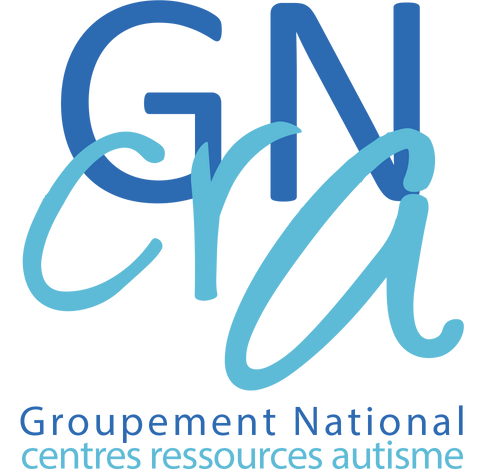 GN
cra
Groupement National
centres ressources autisme